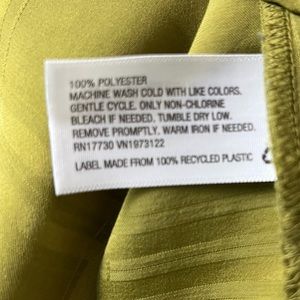 100% POLYESTER
MACHINE WASH COLD WITH LIKE COLORS.
GENTLE CYCLE. ONLY NON-CHLORINE
BLEACH IF NEEDED, TUMBLE DRY LOW.
REMOVE PROMPTLY. WARM IRON IF NEEDED.
RN17730 VN1973122
LABEL MADE FROM 100% RECYCLED PLASTIC